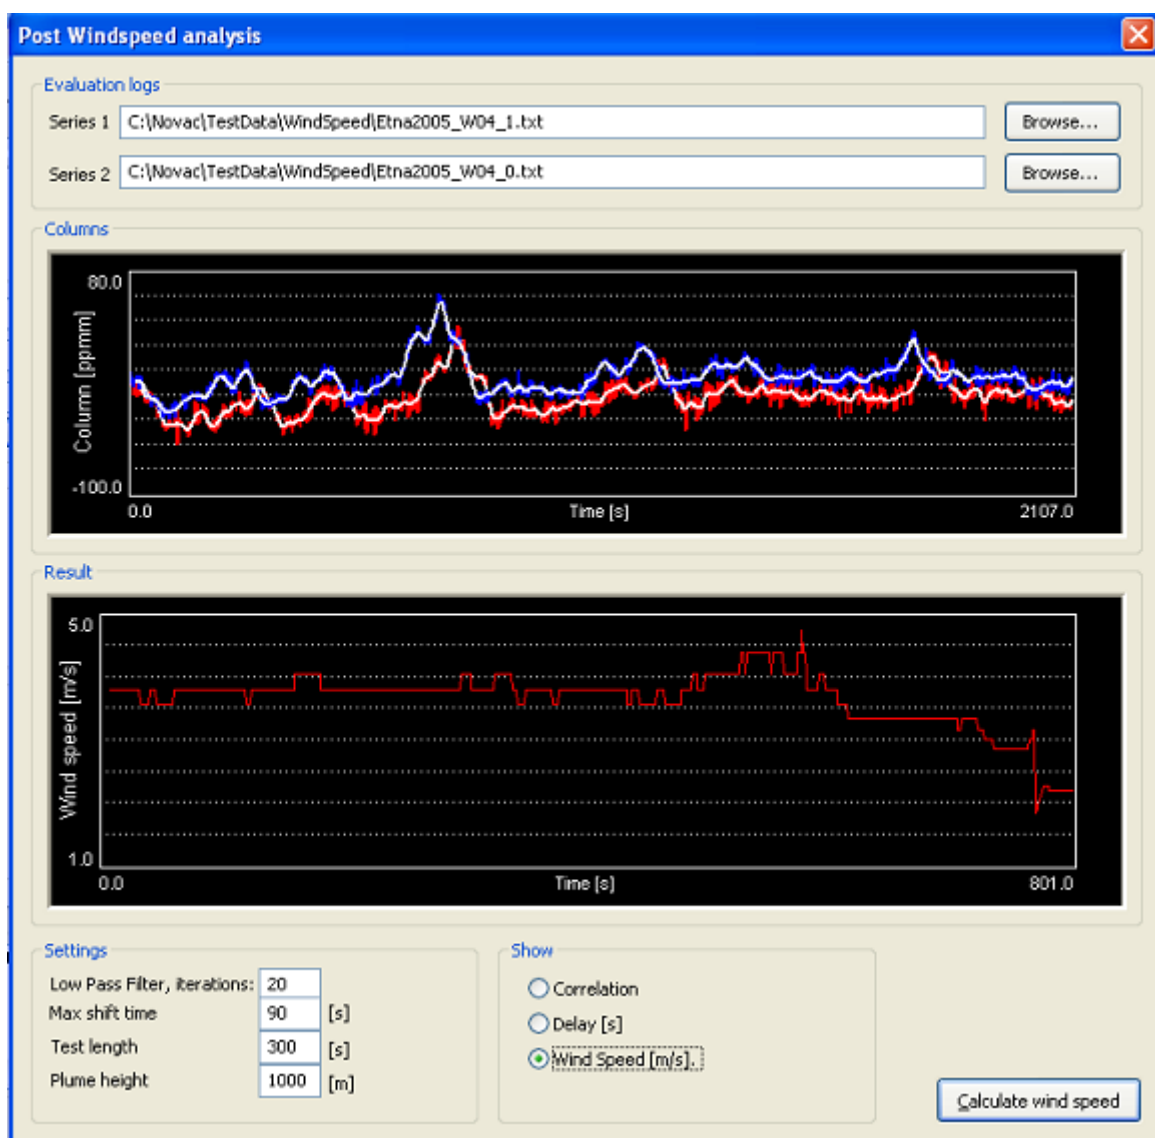 Post Windspeed analysis
Evaluation logs
Series 1 C:\Novac\TestData\WindSpeed\Etna2005_W04_1.txt Browse...
Series 2 C:\Novac\TestData\WindSpeed\Etna2005_W04_0.txt Browse...
Columns
80.0
Column [ppmm]
-100.0
0.0 Time [s] 2107.0
Result
5.0
Wind speed [m/s]
1.0
0.0 Time [s] 801.0
Settings
Low Pass Filter, iterations: 20
Max shift time 90 [s]
Test length 300 [s]
Plume height 1000 [m]
Show
Correlation
Delay [s]
Wind Speed [m/s].
Calculate wind speed